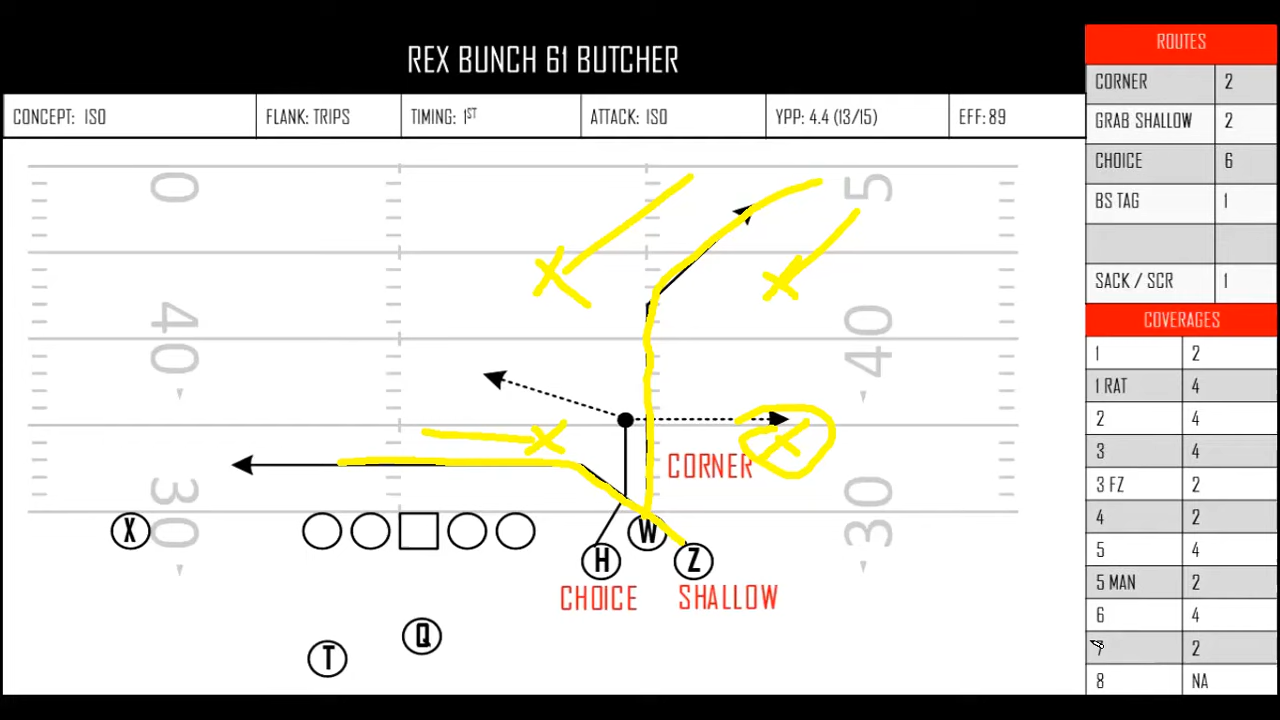 REX BUNCH 61 BUTCHER
CONCEPT: ISO
FLANK: TRIPS
TIMING: 1ST
ATTACK: ISO
YPP: 4.4 (13/15)
EFF: 89
0
5
4
0
40
30
30
CORNER
X
H
W
Z
CHOICE
SHALLOW
T
Q
ROUTES
CORNER 2
GRAB SHALLOW 2
CHOICE 6
BS TAG 1
SACK / SCR 1
COVERAGES
1 2
1 RAT 4
2 4
3 4
3 FZ 2
4 2
5 4
5 MAN 2
6 4
7 2
8 NA